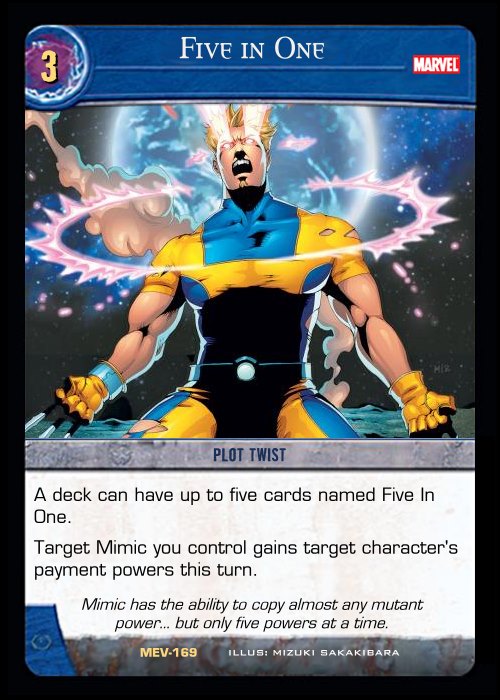 Five in One
3
MARVEL
PLOT TWIST
A deck can have up to five cards named Five In
One.
Target Mimic you control gains target character's
payment powers this turn.
Mimic has the ability to copy almost any mutant
power... but only five powers at a time.
MEV-169 ILLUS: MIZUKI SAKAKIBARA